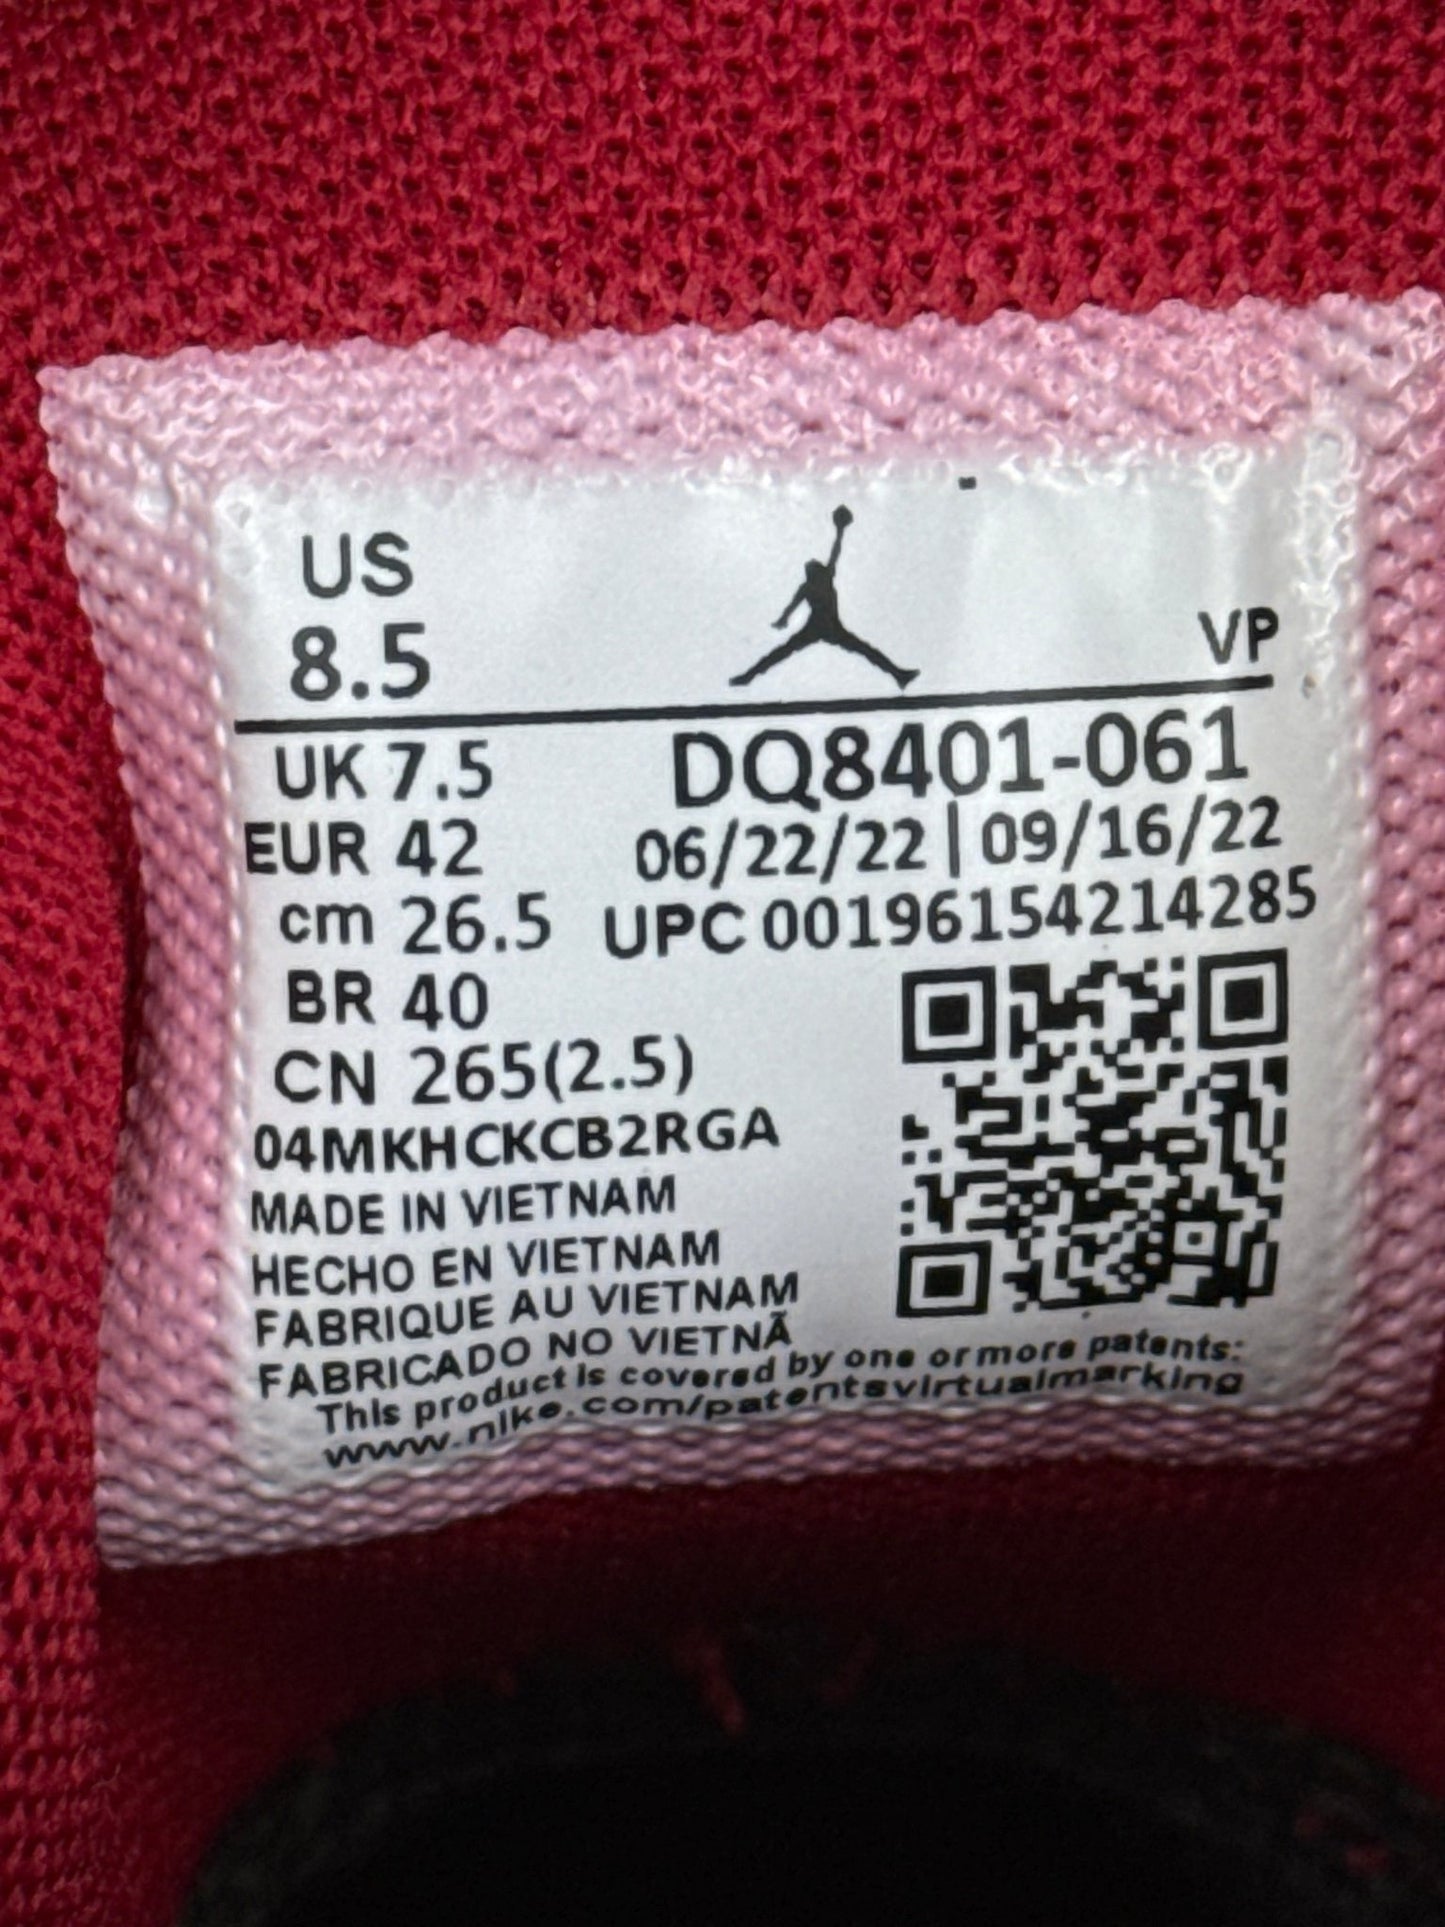 US
8.5
VP
UK 7.5
DQ8401-061
EUR 42
06/22/22 | 09/16/22
cm 26.5
UPC 00196154214285
BR 40
CN 265(2.5)
04MKHCKCB2RGA
MADE IN VIETNAM
HECHO EN VIETNAM
FABRIQUE AU VIETNAM
FABRICADO NO VIETNÃ
This product is covered by one or more patents:
www.nike.com/patentsvirtualmarking